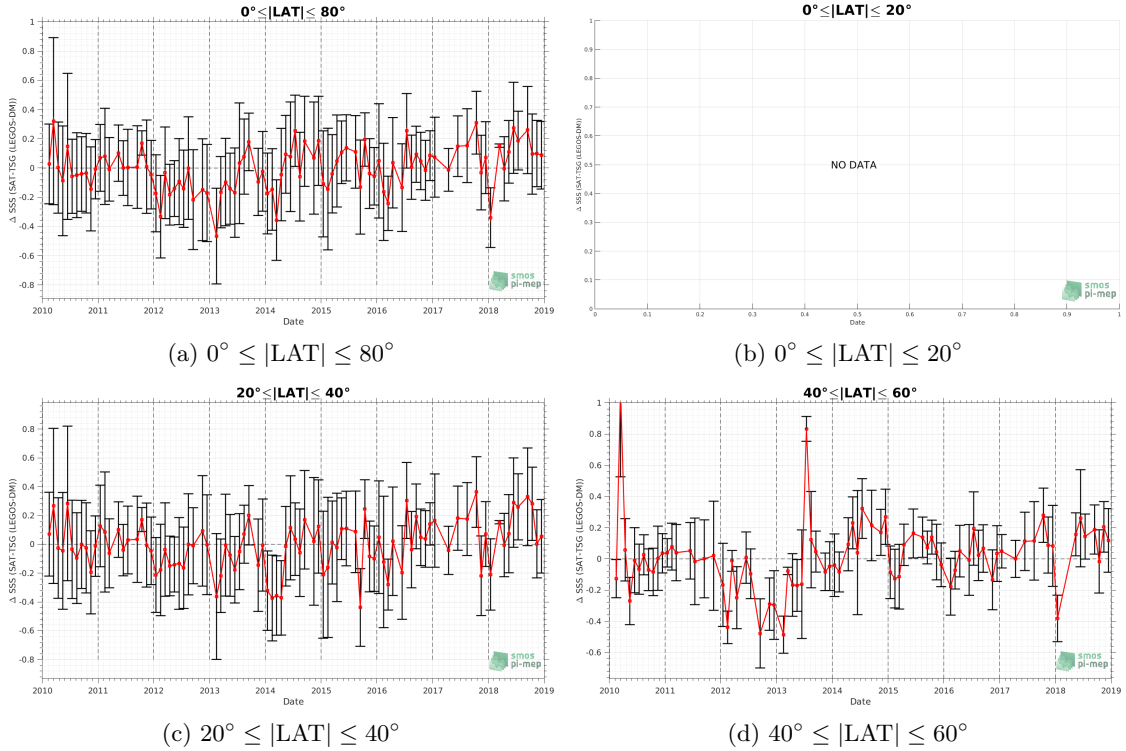 0°≤|LAT|≤ 80°
Δ SSS (SAT-TSG (LEGOS-DM))
1
0.8
0.6
0.4
0.2
0
-0.2
-0.4
-0.6
-0.8
2010 2011 2012 2013 2014 2015 2016 2017 2018 2019
Date
smos
pi-mep
(a) 0° ≤ |LAT| ≤ 80°
0°≤|LAT|≤ 20°
Δ SSS (SAT-TSG (LEGOS-DM))
1
0.9
0.8
0.7
0.6
0.5
0.4
0.3
0.2
0.1
0
NO DATA
0 0.1 0.2 0.3 0.4 0.5 0.6 0.7 0.8 0.9 1
Date
smos
pi-mep
(b) 0° ≤ |LAT| ≤ 20°
20°≤|LAT|≤ 40°
Δ SSS (SAT-TSG (LEGOS-DM))
0.8
0.6
0.4
0.2
0
-0.2
-0.4
-0.6
-0.8
2010 2011 2012 2013 2014 2015 2016 2017 2018 2019
Date
smos
pi-mep
(c) 20° ≤ |LAT| ≤ 40°
40°≤|LAT|≤ 60°
Δ SSS (SAT-TSG (LEGOS-DM))
1
0.8
0.6
0.4
0.2
0
-0.2
-0.4
-0.6
2010 2011 2012 2013 2014 2015 2016 2017 2018 2019
Date
smos
pi-mep
(d) 40° ≤ |LAT| ≤ 60°